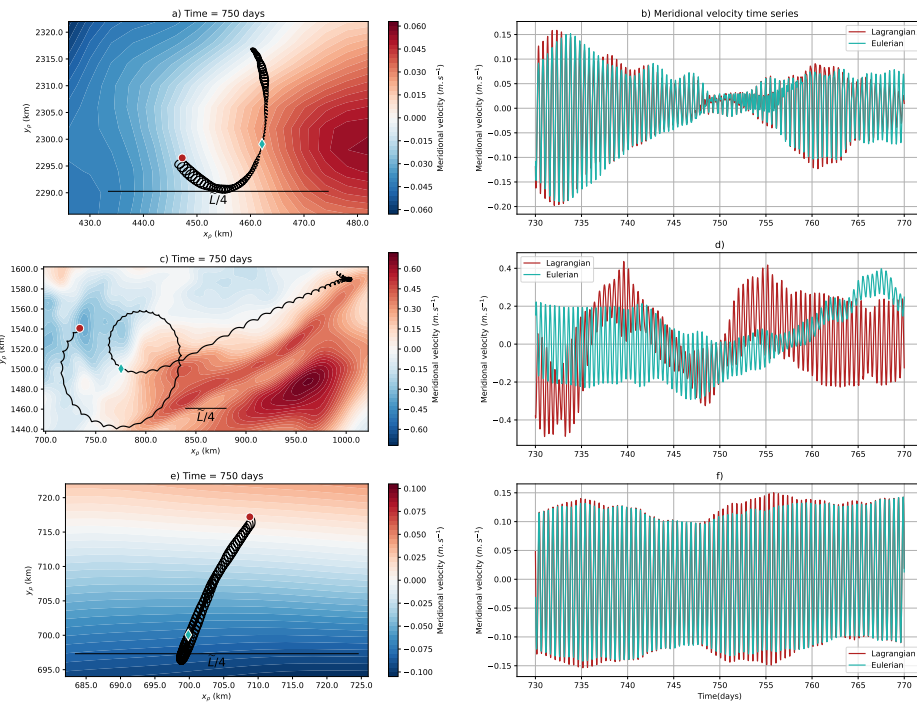 a) Time = 750 days
2320.0
2315.0
2310.0
2305.0
2300.0
2295.0
2290.0
430.0 440.0 450.0 460.0 470.0 480.0
y_p (km)
x_p (km)
L/4
0.060
0.045
0.030
0.015
0.000
−0.015
−0.030
−0.045
−0.060
Meridional velocity (m. s⁻¹)
b) Meridional velocity time series
Lagrangian
Eulerian
0.15
0.10
0.05
0.00
−0.05
−0.10
−0.15
−0.20
730 735 740 745 750 755 760 765 770
Meridional velocity (m. s⁻¹)
c) Time = 750 days
1600.0
1580.0
1560.0
1540.0
1520.0
1500.0
1480.0
1460.0
1440.0
700.0 750.0 800.0 850.0 900.0 950.0 1000.0
y_p (km)
x_p (km)
L̃/4
0.60
0.45
0.30
0.15
0.00
−0.15
−0.30
−0.45
−0.60
Meridional velocity (m. s⁻¹)
d)
Lagrangian
Eulerian
0.4
0.2
0.0
−0.2
−0.4
730 735 740 745 750 755 760 765 770
Meridional velocity (m. s⁻¹)
e) Time = 750 days
720.0
715.0
710.0
705.0
700.0
695.0
685.0 690.0 695.0 700.0 705.0 710.0 715.0 720.0 725.0
y_p (km)
x_p (km)
L̃/4
0.100
0.075
0.050
0.025
0.000
−0.025
−0.050
−0.075
−0.100
Meridional velocity (m. s⁻¹)
f)
0.15
0.10
0.05
0.00
−0.05
−0.10
−0.15
730 735 740 745 750 755 760 765 770
Meridional velocity (m. s⁻¹)
Time(days)
Lagrangian
Eulerian